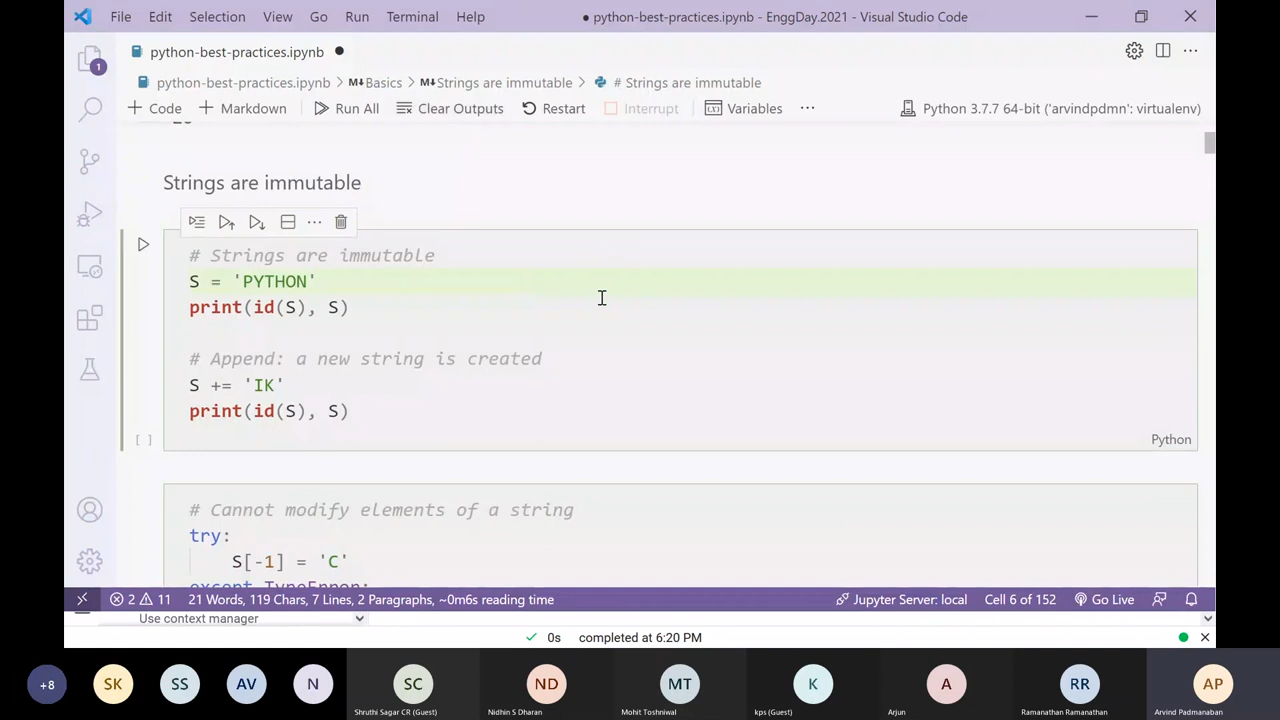 File Edit Selection View Go Run Terminal Help ● python-best-practices.ipynb - EnggDay.2021 - Visual Studio Code
python-best-practices.ipynb ●
python-best-practices.ipynb > M↓Basics > M↓Strings are immutable > # Strings are immutable
+ Code + Markdown Run All Clear Outputs Restart Interrupt Variables ··· Python 3.7.7 64-bit ('arvindpdmn': virtualenv)
1
Strings are immutable
# Strings are immutable
S = 'PYTHON'
print(id(S), S)
# Append: a new string is created
S += 'IK'
print(id(S), S)
[ ] Python
# Cannot modify elements of a string
try:
S[-1] = 'C'
except TypeError:
2 11 21 Words, 119 Chars, 7 Lines, 2 Paragraphs, ~0m6s reading time Jupyter Server: local Cell 6 of 152 Go Live
Use context manager
0s completed at 6:20 PM
+8 SK SS AV N SC ND MT K A RR AP
Shruthi Sagar CR (Guest) Nidhin S Dharan Mohit Toshniwal kps (Guest) Arjun Ramanathan Ramanathan Arvind Padmanaban